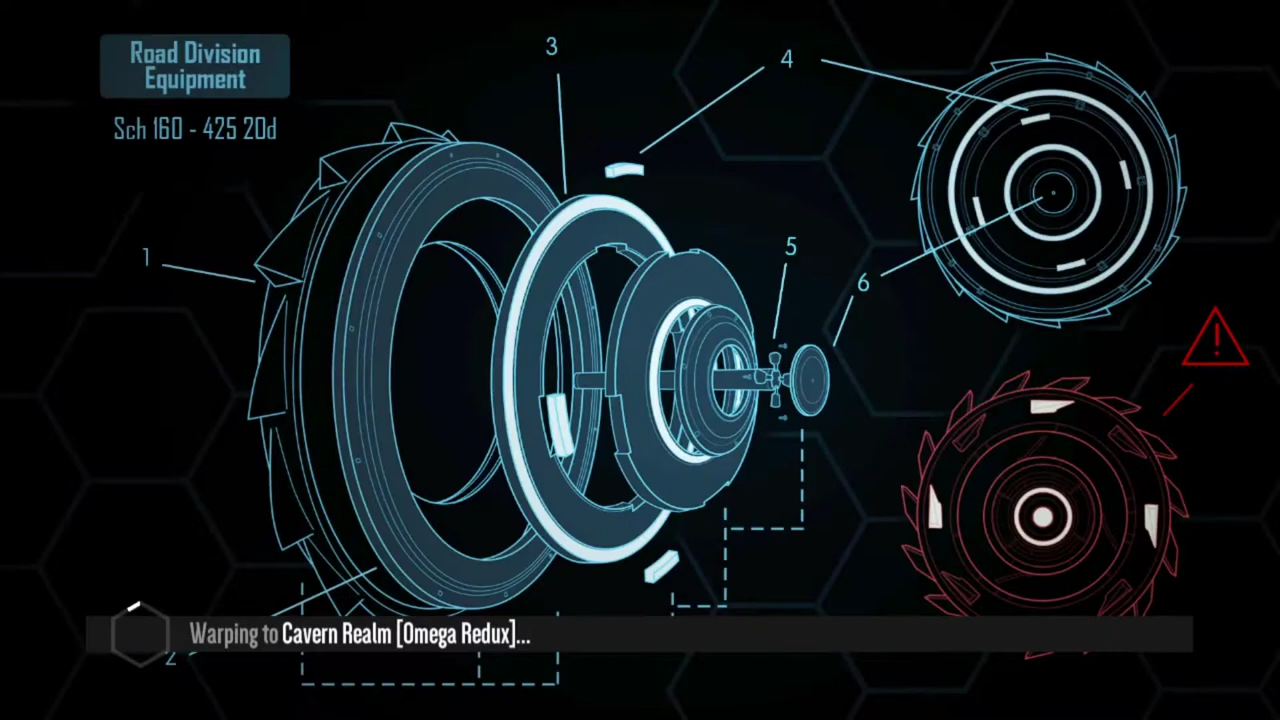 Road Division
Equipment
Sch 160 - 425 20d
3
4
1
5
6
Warping to Cavern Realm [Omega Redux]...
2